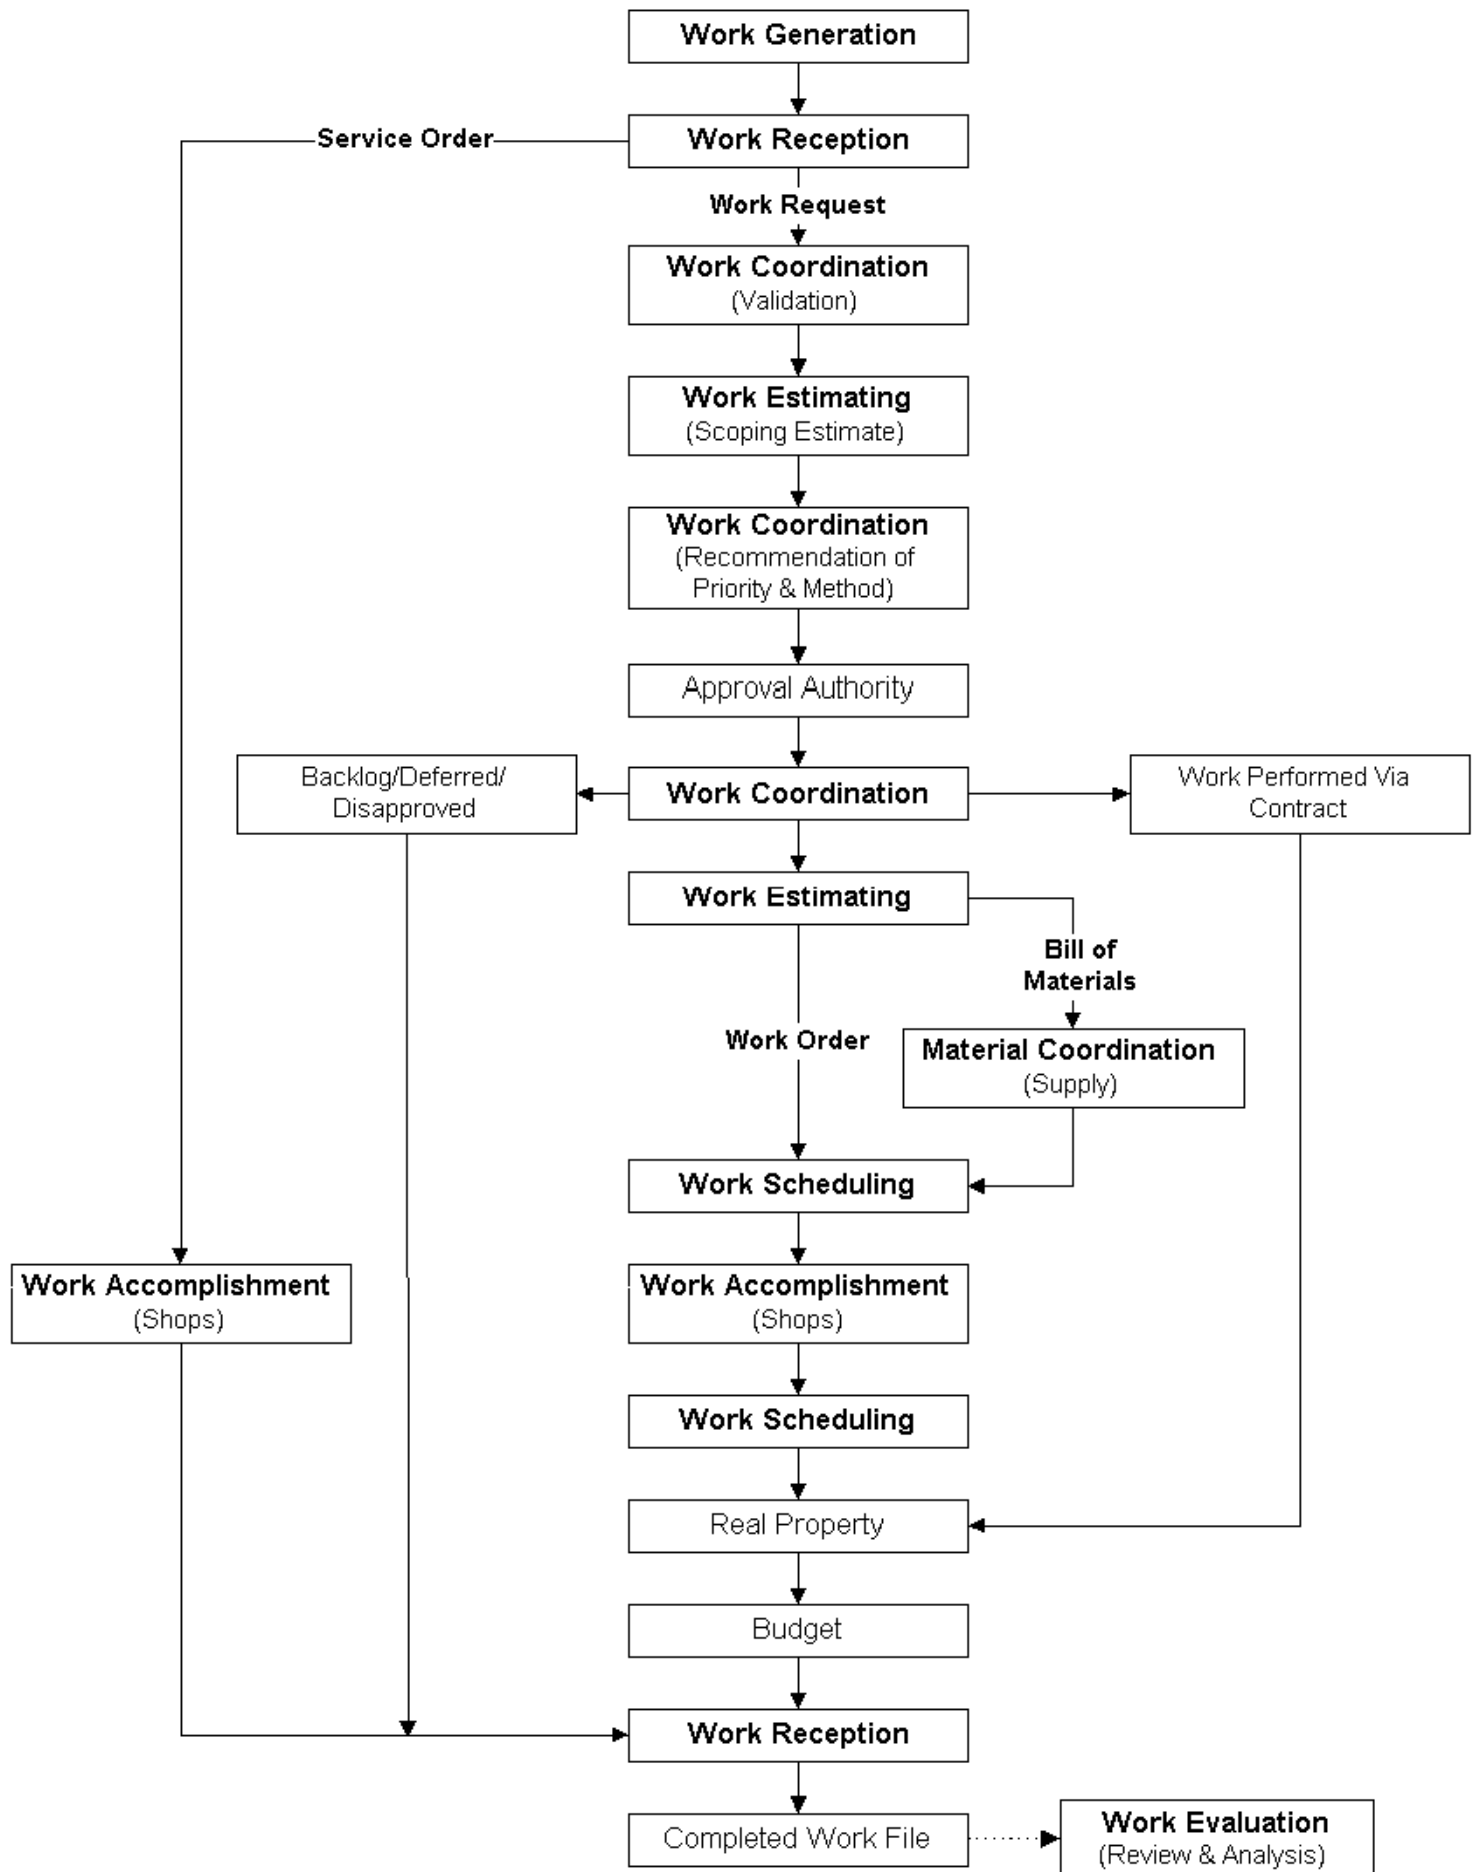 Work Generation
Service Order
Work Reception
Work Request
Work Coordination
(Validation)
Work Estimating
(Scoping Estimate)
Work Coordination
(Recommendation of
Priority & Method)
Approval Authority
Backlog/Deferred/
Disapproved
Work Coordination
Work Performed Via
Contract
Work Estimating
Bill of
Materials
Work Order
Material Coordination
(Supply)
Work Scheduling
Work Accomplishment
(Shops)
Work Accomplishment
(Shops)
Work Scheduling
Real Property
Budget
Work Reception
Completed Work File
Work Evaluation
(Review & Analysis)